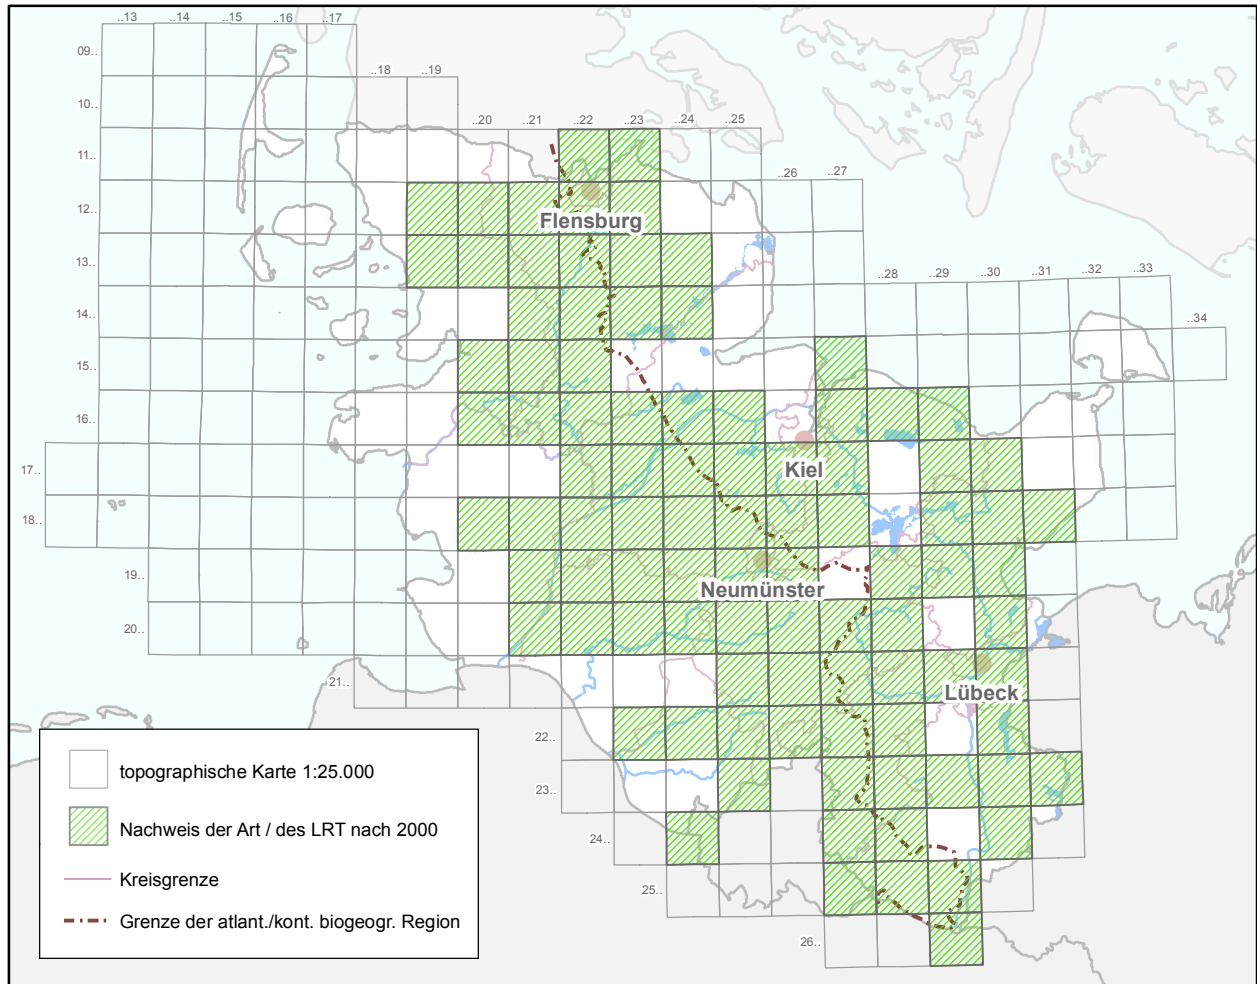 ..13 ..14 ..15 ..16 ..17
09..
..18 ..19
10..
..20 ..21 ..22 ..23 ..24 ..25
11..
..26 ..27
12..
Flensburg
13..
..28 ..29 ..30 ..31 ..32 ..33
14..
..34
15..
16..
17..
Kiel
18..
19..
Neumünster
20..
21..
Lübeck
22..
23..
24..
25..
26..
topographische Karte 1:25.000
Nachweis der Art / des LRT nach 2000
Kreisgrenze
Grenze der atlant./kont. biogeogr. Region